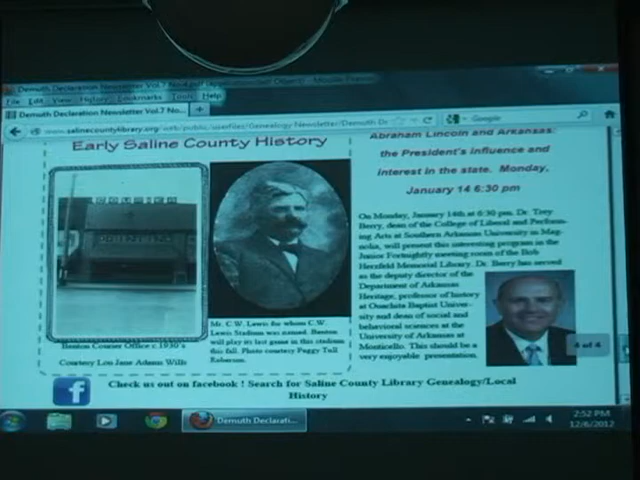 Demuth Declaration Newsletter Vol.7
File Edit View History Bookmarks Tools Help
Demuth Declaration Newsletter Vol.7 No...
www.salinecountylibrary.org
Google
Early Saline County History
Abraham Lincoln and Arkansas:
the President's influence and
interest in the state. Monday,
January 14 6:30 pm
On Monday, January 14th at 6:30 pm. Dr. Trey
Berry, dean of the College of Liberal and Perform-
ing Arts at Southern Arkansas University in Mag-
nolia, will present this interesting program in the
Junior Fortnightly meeting room of the Bob
Herzfeld Memorial Library. Dr. Berry has served
as the deputy director of the
Department of Arkansas
Heritage, professor of history
at Ouachita Baptist Univer-
sity and dean of social and
behavioral sciences at the
University of Arkansas at
Monticello. This should be a
very enjoyable presentation.
Benton Courier Office c.1930's
Courtesy Lou Jane Adams Wills
Mr. C.W. Lewis for whom C.W.
Lewis Stadium was named. Benton
will play its last game in this stadium
this fall. Photo courtesy Peggy Tull
Roberson.
4 of 4
f
Check us out on facebook ! Search for Saline County Library Genealogy/Local
History
Demuth Declarati...
2:52 PM
12/6/2012